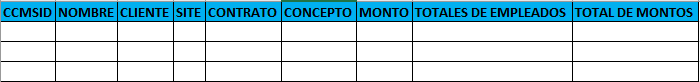 CCMSID NOMBRE CLIENTE SITE CONTRATO CONCEPTO MONTO TOTALES DE EMPLEADOS TOTAL DE MONTOS